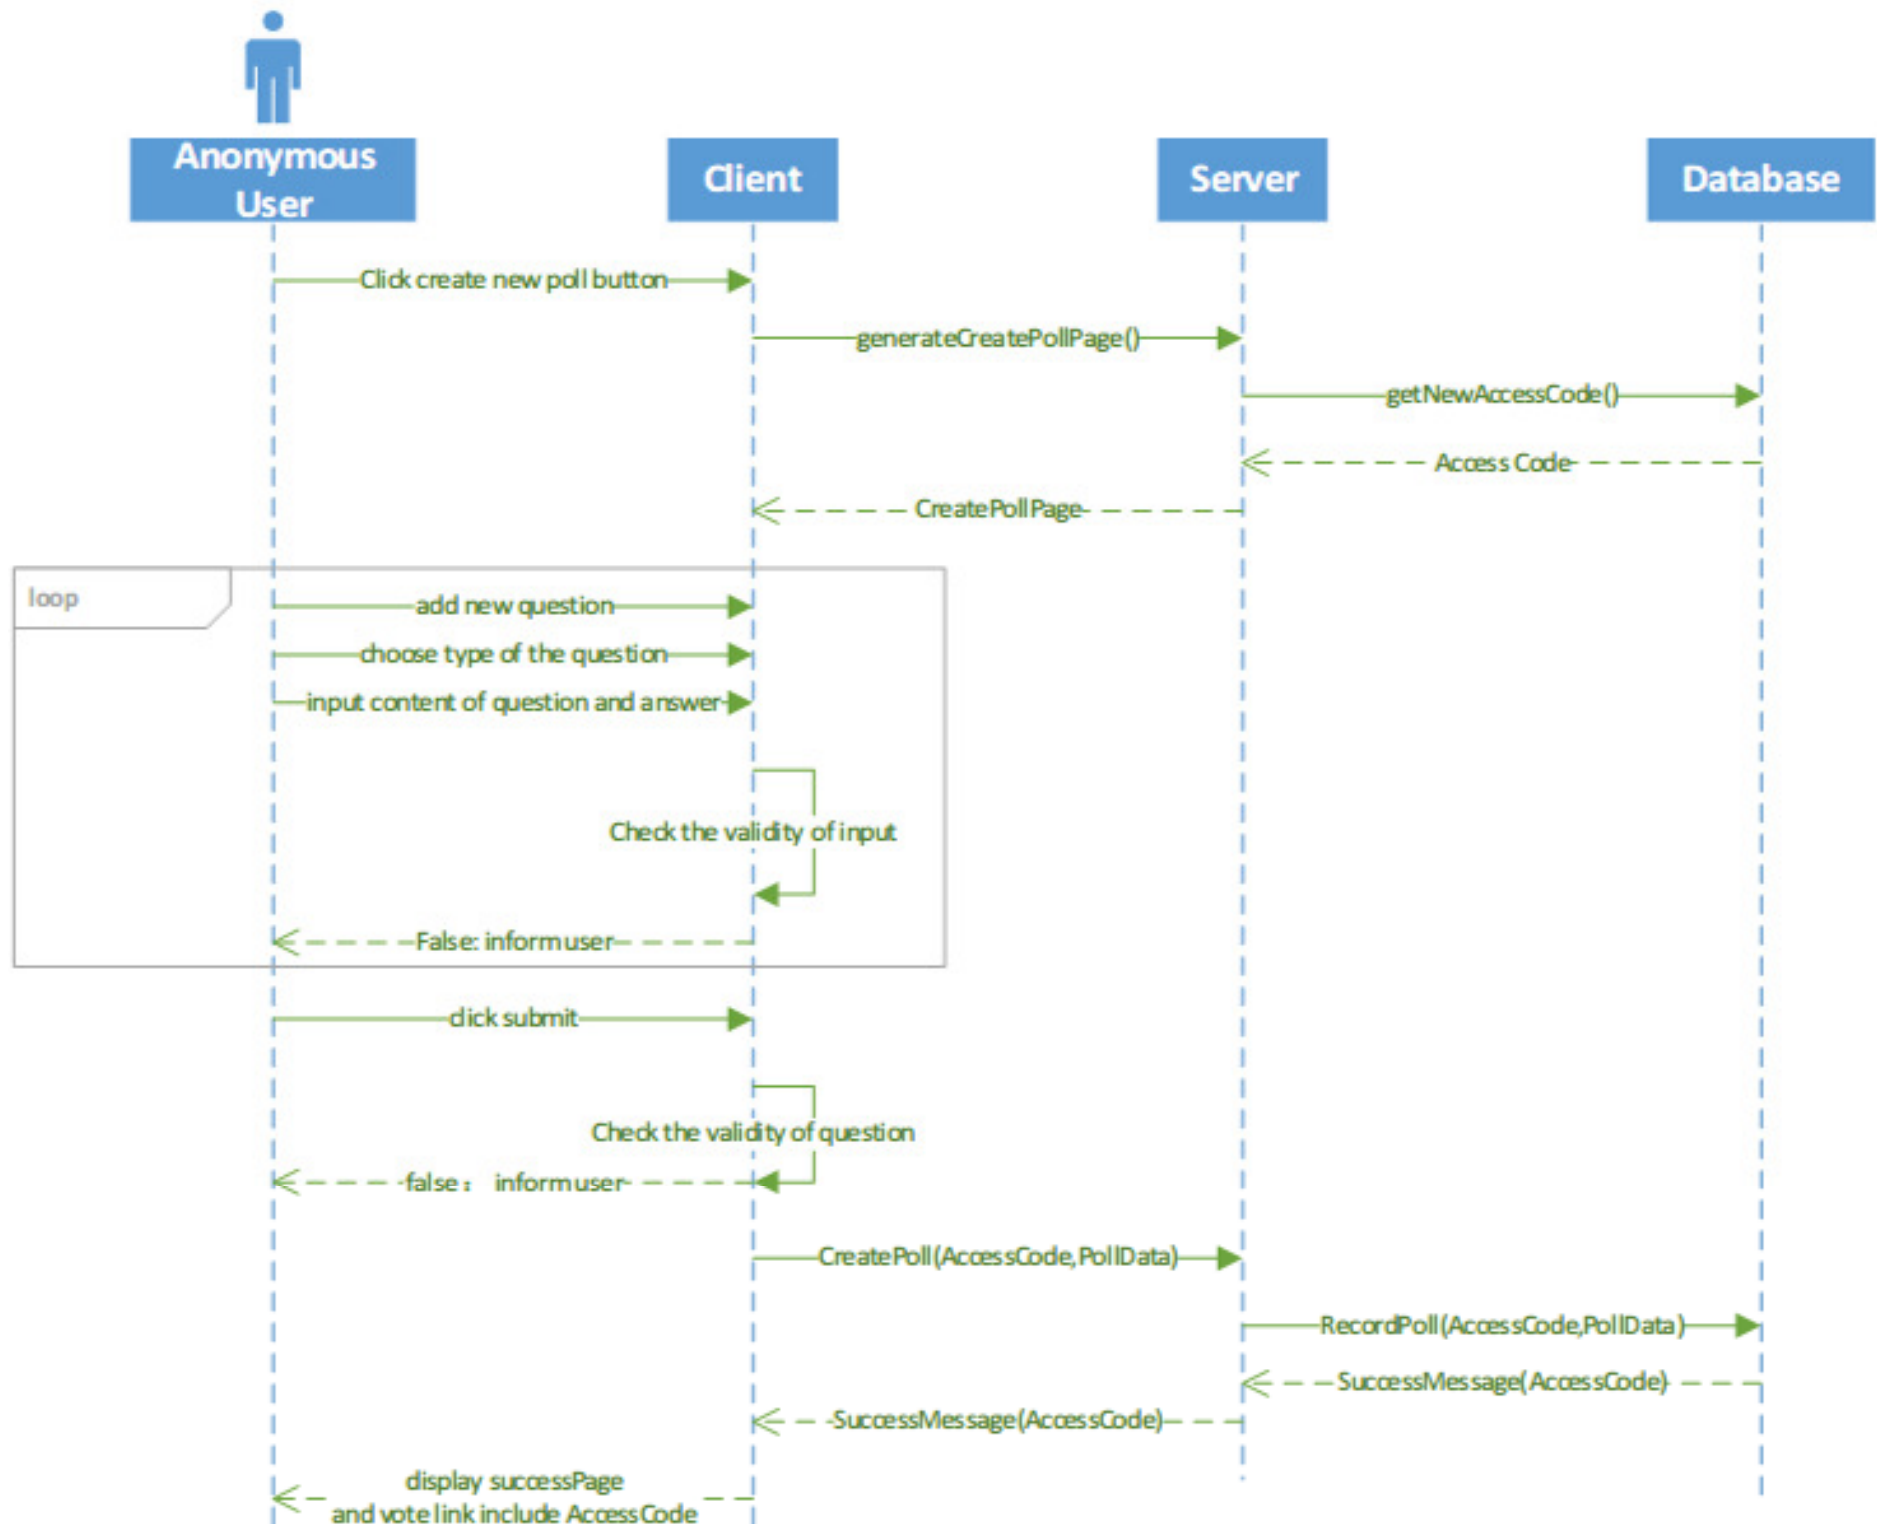 Anonymous
User
Client
Server
Database
Click create new poll button
generateCreatePollPage()
getNewAccessCode()
Access Code
CreatePollPage
loop
add new question
choose type of the question
input content of question and answer
Check the validity of input
False: inform user
click submit
Check the validity of question
false： inform user
CreatePoll(AccessCode,PollData)
RecordPoll(AccessCode,PollData)
SuccessMessage(AccessCode)
SuccessMessage(AccessCode)
display successPage
and vote link include AccessCode